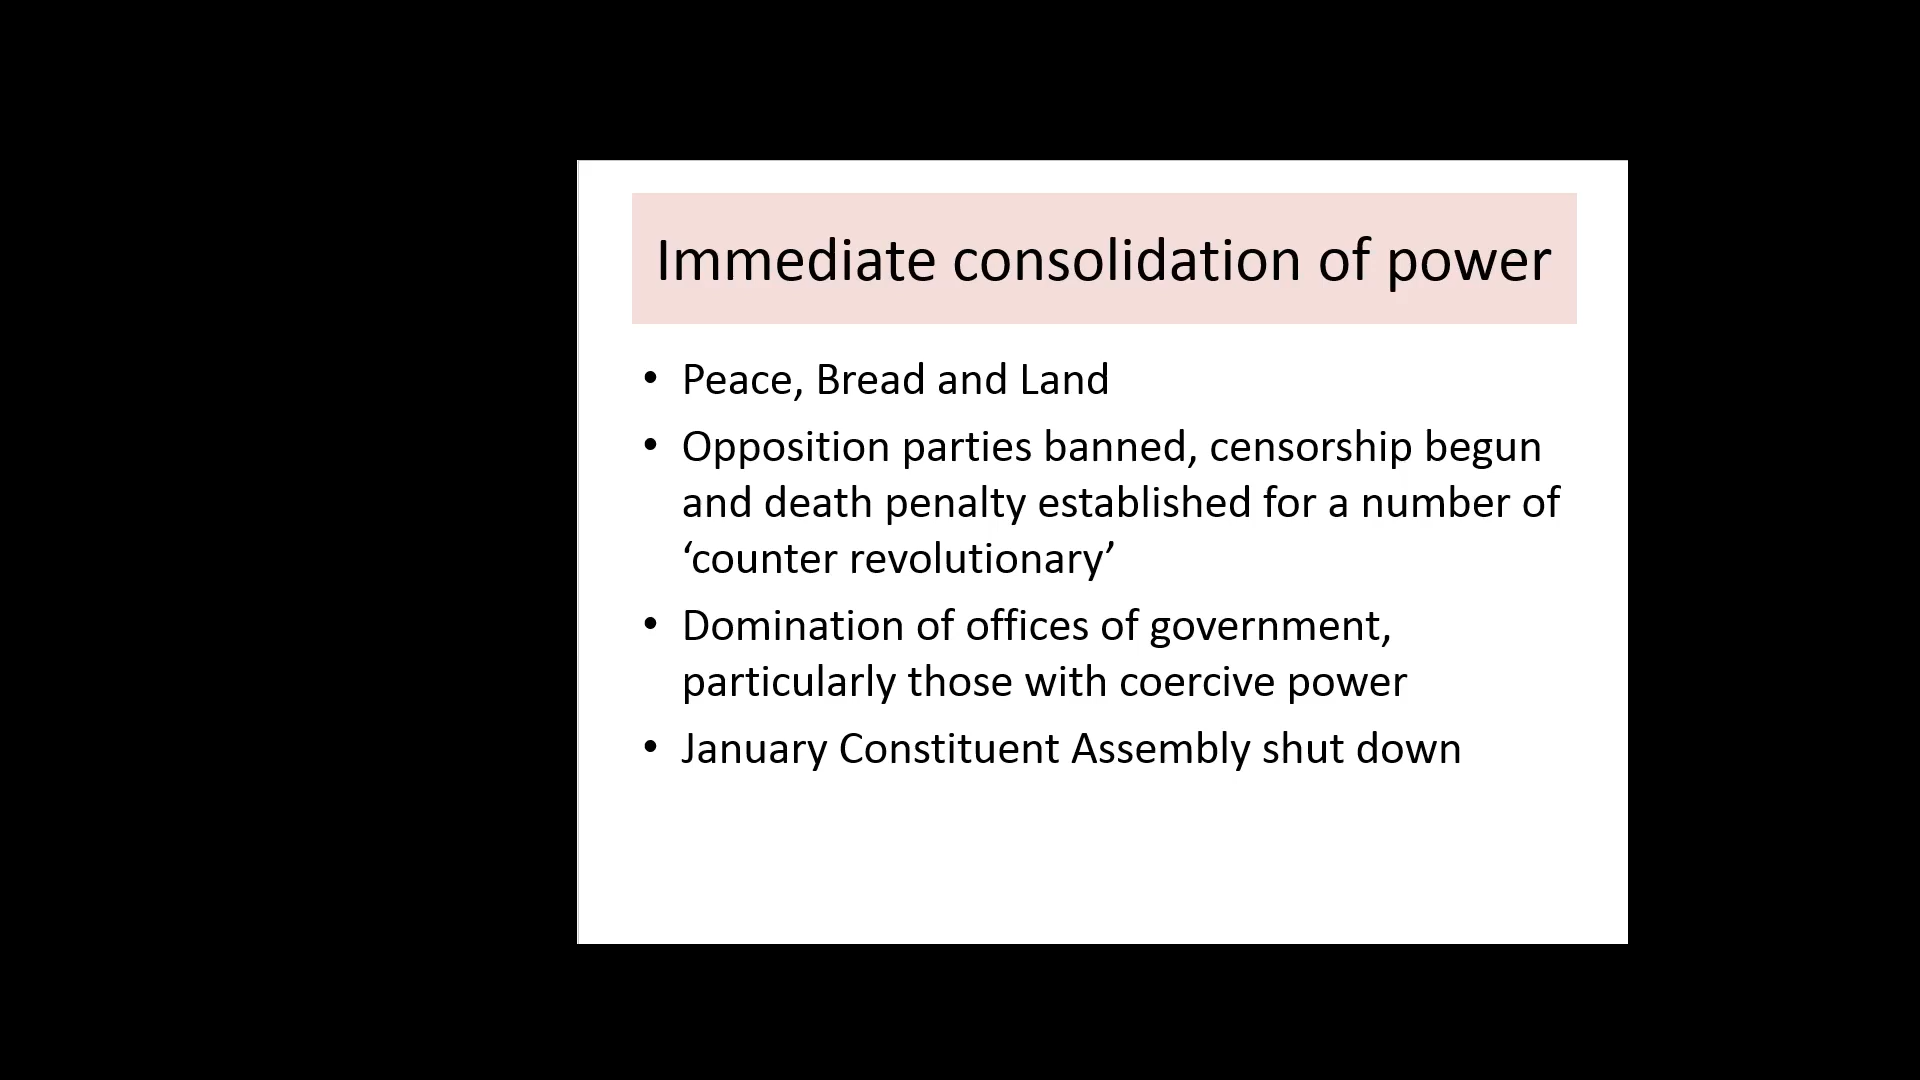 Immediate consolidation of power
• Peace, Bread and Land
• Opposition parties banned, censorship begun
and death penalty established for a number of
‘counter revolutionary’
• Domination of offices of government,
particularly those with coercive power
• January Constituent Assembly shut down